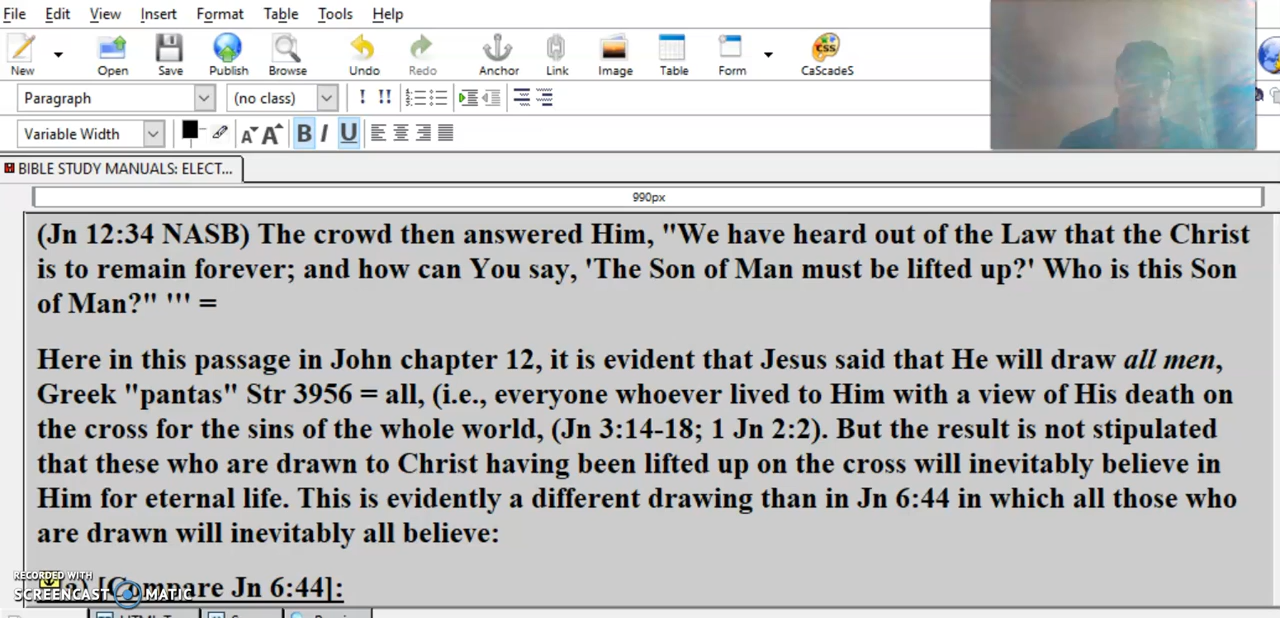 File Edit View Insert Format Table Tools Help
New Open Save Publish Browse Undo Redo Anchor Link Image Table Form CaScadeS
Paragraph (no class) ! !!
Variable Width A A B I U
BIBLE STUDY MANUALS: ELECT...
990px
(Jn 12:34 NASB) The crowd then answered Him, "We have heard out of the Law that the Christ
is to remain forever; and how can You say, 'The Son of Man must be lifted up?' Who is this Son
of Man?" ''' =
Here in this passage in John chapter 12, it is evident that Jesus said that He will draw all men,
Greek "pantas" Str 3956 = all, (i.e., everyone whoever lived to Him with a view of His death on
the cross for the sins of the whole world, (Jn 3:14-18; 1 Jn 2:2). But the result is not stipulated
that these who are drawn to Christ having been lifted up on the cross will inevitably believe in
Him for eternal life. This is evidently a different drawing than in Jn 6:44 in which all those who
are drawn will inevitably all believe:
a) [Compare Jn 6:44]:
RECORDED WITH
SCREENCAST MATIC